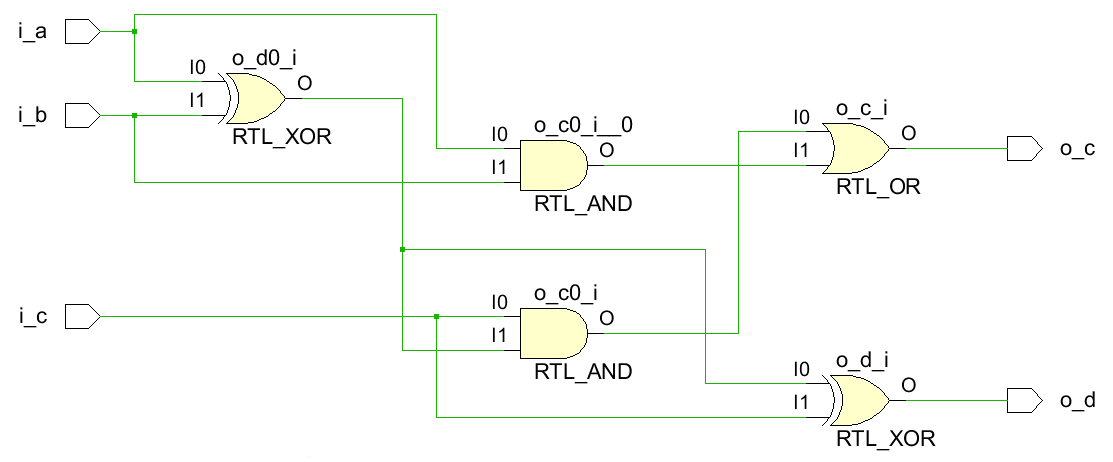 i_a
o_d0_i
I0
O
I1
i_b
RTL_XOR
o_c0_i__0
I0
O
I1
RTL_AND
o_c_i
I0
O
I1
o_c
RTL_OR
i_c
o_c0_i
I0
O
I1
RTL_AND
o_d_i
I0
O
I1
o_d
RTL_XOR